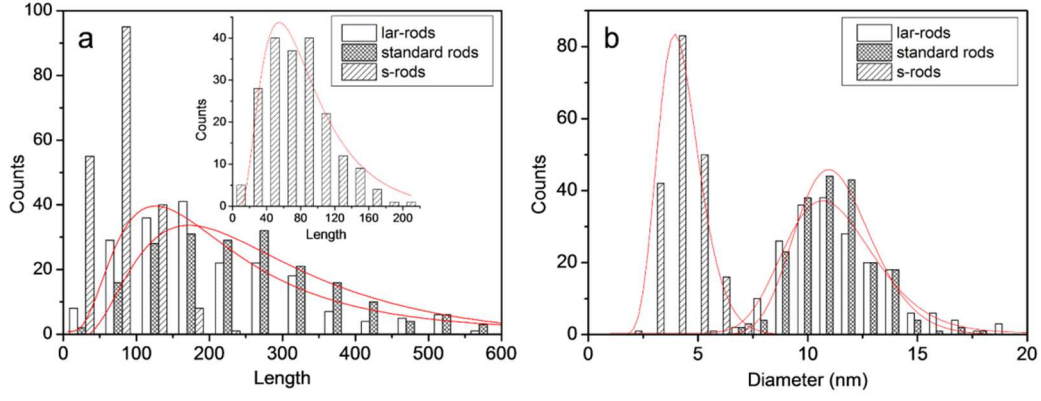 a
lar-rods
standard rods
s-rods
Counts
100
80
60
40
20
0
0 100 200 300 400 500 600
Length
Counts
40
30
20
10
0
0 40 80 120 160 200
Length
b
lar-rods
standard rods
s-rods
Counts
80
60
40
20
0
0 5 10 15 20
Diameter (nm)